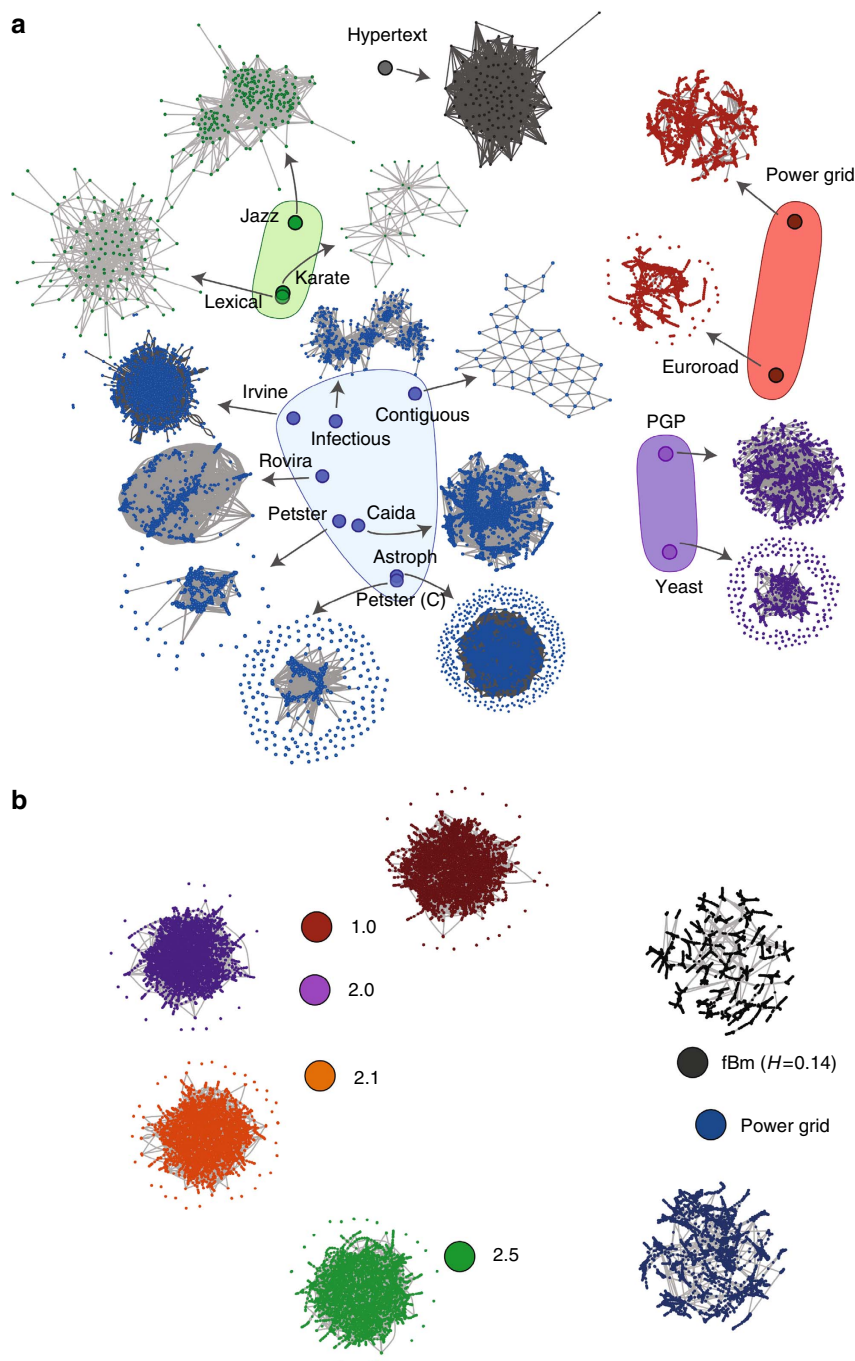 a
Hypertext
Power grid
Jazz
Karate
Lexical
Euroroad
Irvine
Contiguous
Infectious
PGP
Rovira
Petster
Caida
Astroph
Yeast
Petster (C)
b
1.0
2.0
fBm (H=0.14)
2.1
Power grid
2.5